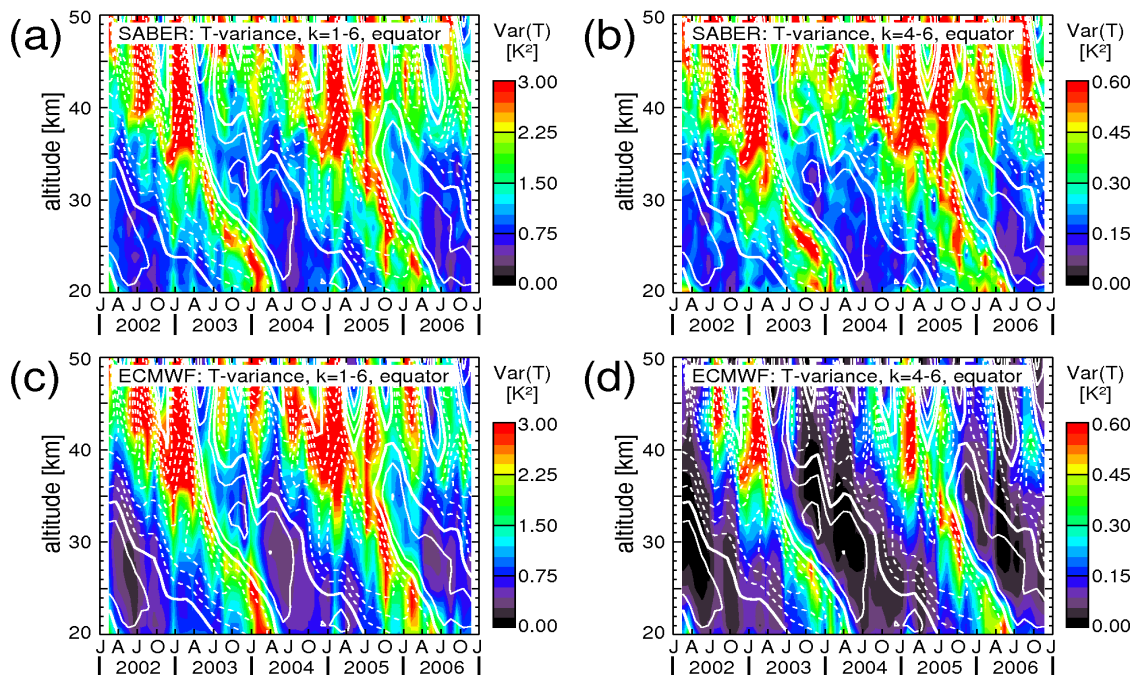 (a)
SABER: T-variance, k=1-6, equator
Var(T)
[K²]
altitude [km]
50
40
30
20
3.00
2.25
1.50
0.75
0.00
J A J O J A J O J A J O J A J O J A J O J
2002 2003 2004 2005 2006
(b)
SABER: T-variance, k=4-6, equator
Var(T)
[K²]
altitude [km]
50
40
30
20
0.60
0.45
0.30
0.15
0.00
J A J O J A J O J A J O J A J O J A J O J
2002 2003 2004 2005 2006
(c)
ECMWF: T-variance, k=1-6, equator
Var(T)
[K²]
altitude [km]
50
40
30
20
3.00
2.25
1.50
0.75
0.00
J A J O J A J O J A J O J A J O J A J O J
2002 2003 2004 2005 2006
(d)
ECMWF: T-variance, k=4-6, equator
Var(T)
[K²]
altitude [km]
50
40
30
20
0.60
0.45
0.30
0.15
0.00
J A J O J A J O J A J O J A J O J A J O J
2002 2003 2004 2005 2006